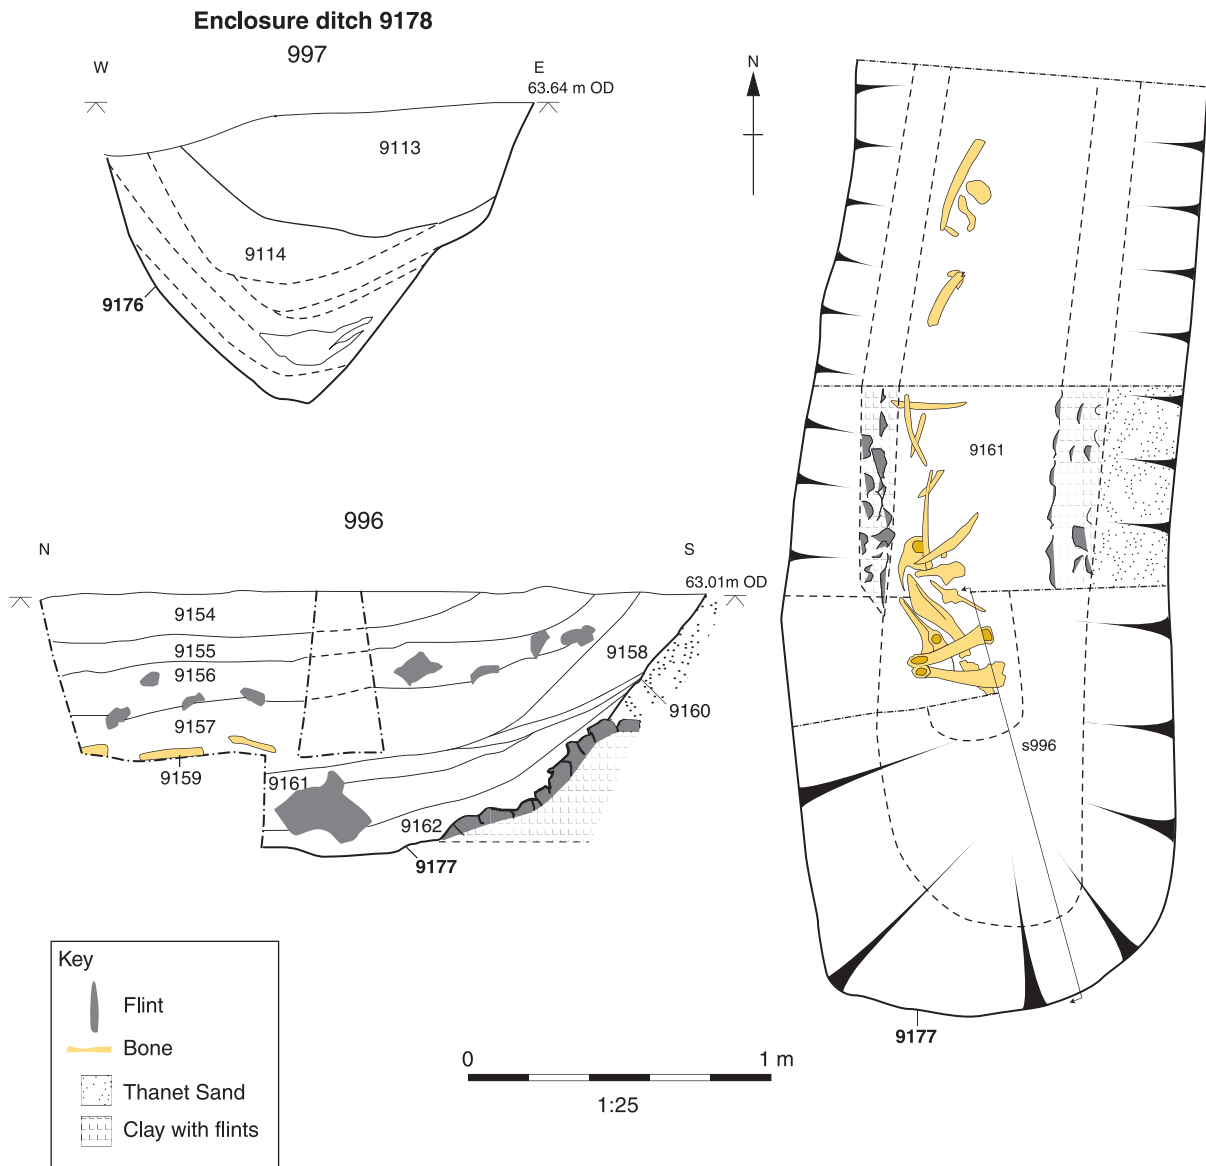 Enclosure ditch 9178
997
W
E
63.64 m OD
9113
9114
9176
996
N
S
63.01m OD
9154
9155
9156
9157
9158
9160
9159
9161
9162
9177
N
9161
s996
9177
Key
Flint
Bone
Thanet Sand
Clay with flints
0
1 m
1:25